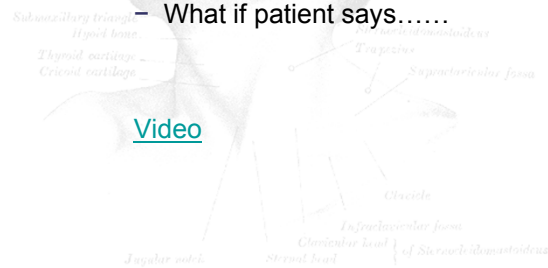 - What if patient says……
Submaxillary triangle
Hyoid bone
Thyroid cartilage
Cricoid cartilage
Sternocleidomastoideus
Trapezius
Supraclavicular fossa
Video
Clavicle
Infraclavicular fossa
Clavicular head } of Sternocleidomastoideus
Sternal head
Jugular notch